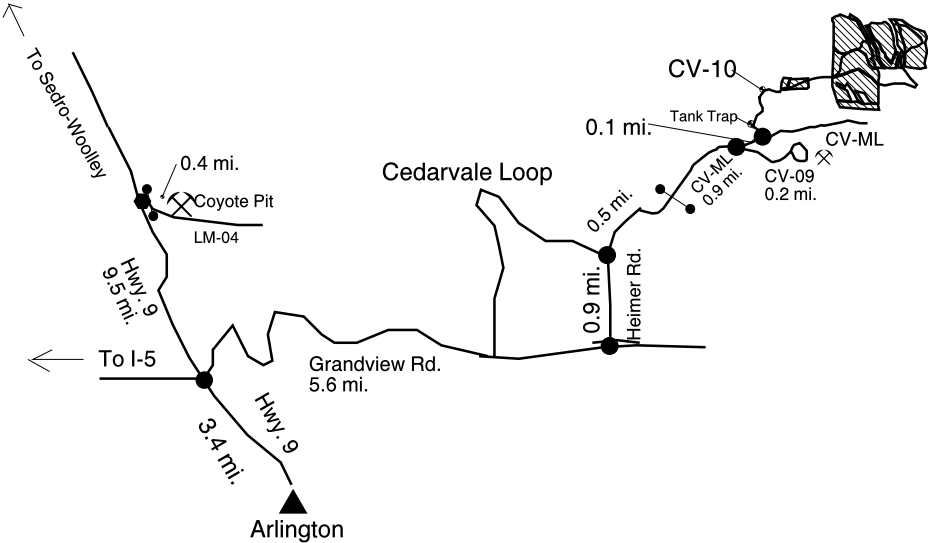 To Sedro-Woolley
0.4 mi.
Coyote Pit
LM-04
Hwy. 9
9.5 mi.
To I-5
Grandview Rd.
5.6 mi.
Hwy. 9
3.4 mi.
Arlington
Cedarvale Loop
0.5 mi.
0.9 mi.
Heimer Rd.
CV-10
Tank Trap
0.1 mi.
CV-ML
0.9 mi.
CV-09
0.2 mi.
CV-ML